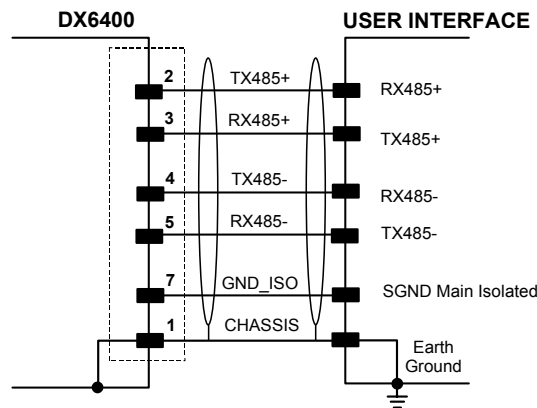 DX6400 USER INTERFACE
2 TX485+ RX485+
3 RX485+ TX485+
4 TX485- RX485-
5 RX485- TX485-
7 GND_ISO SGND Main Isolated
1 CHASSIS Earth
Ground